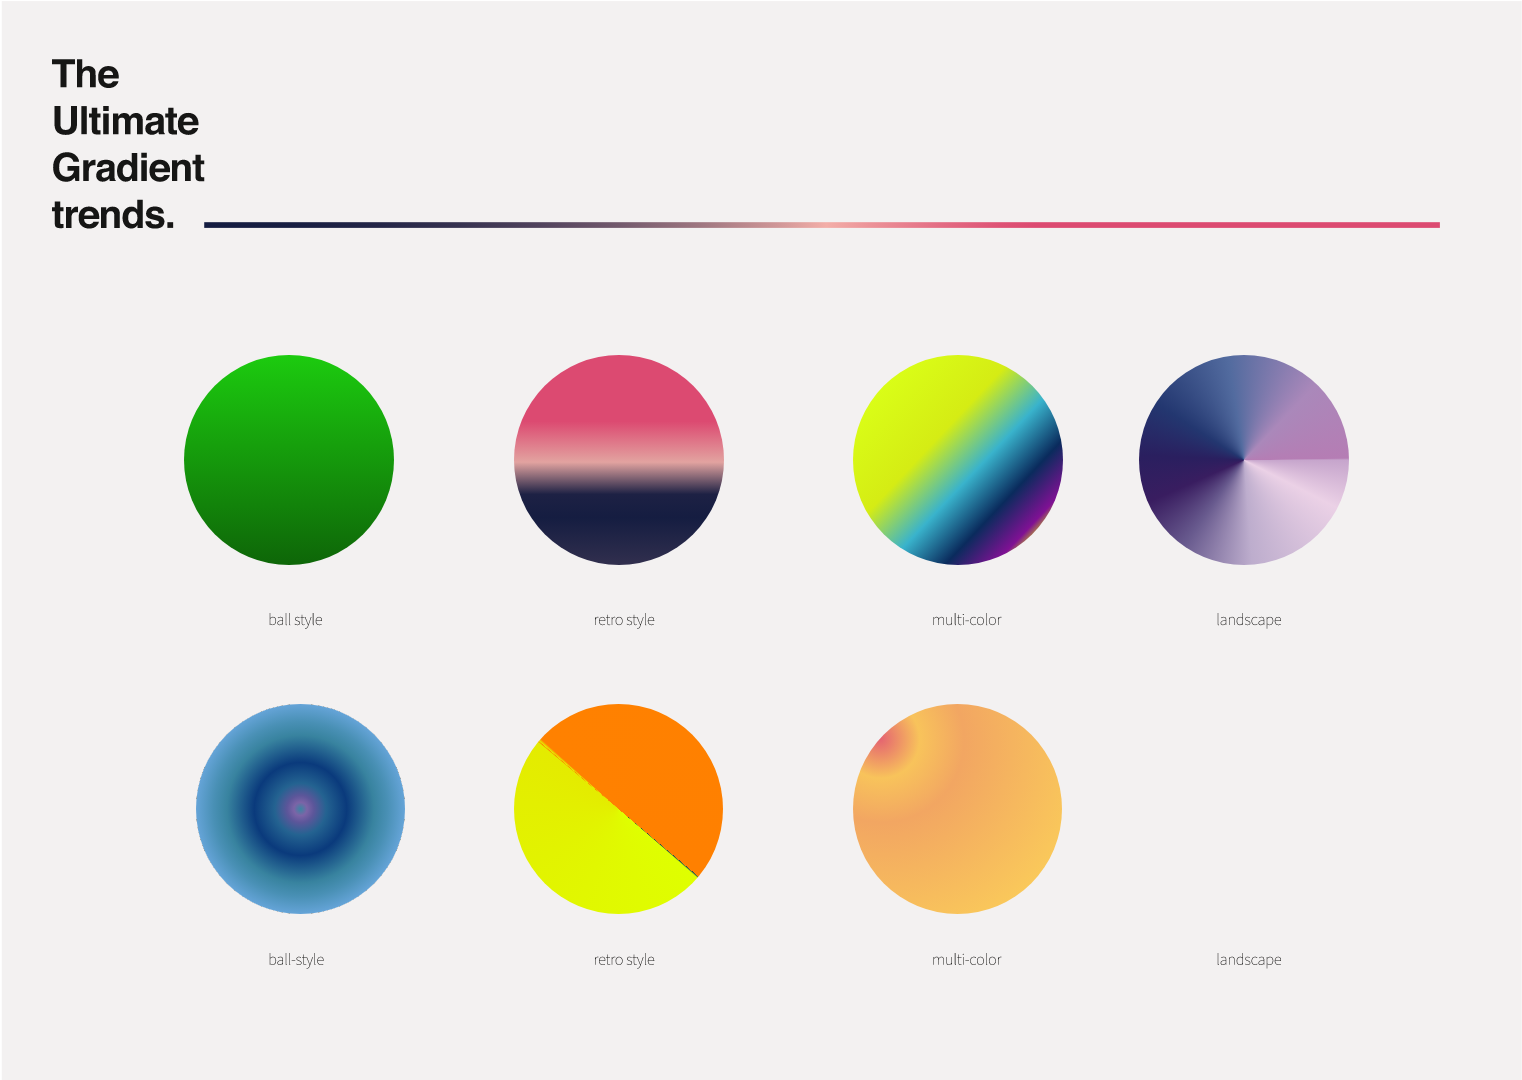 The
Ultimate
Gradient
trends.
ball style
retro style
multi-color
landscape
ball-style
retro style
multi-color
landscape